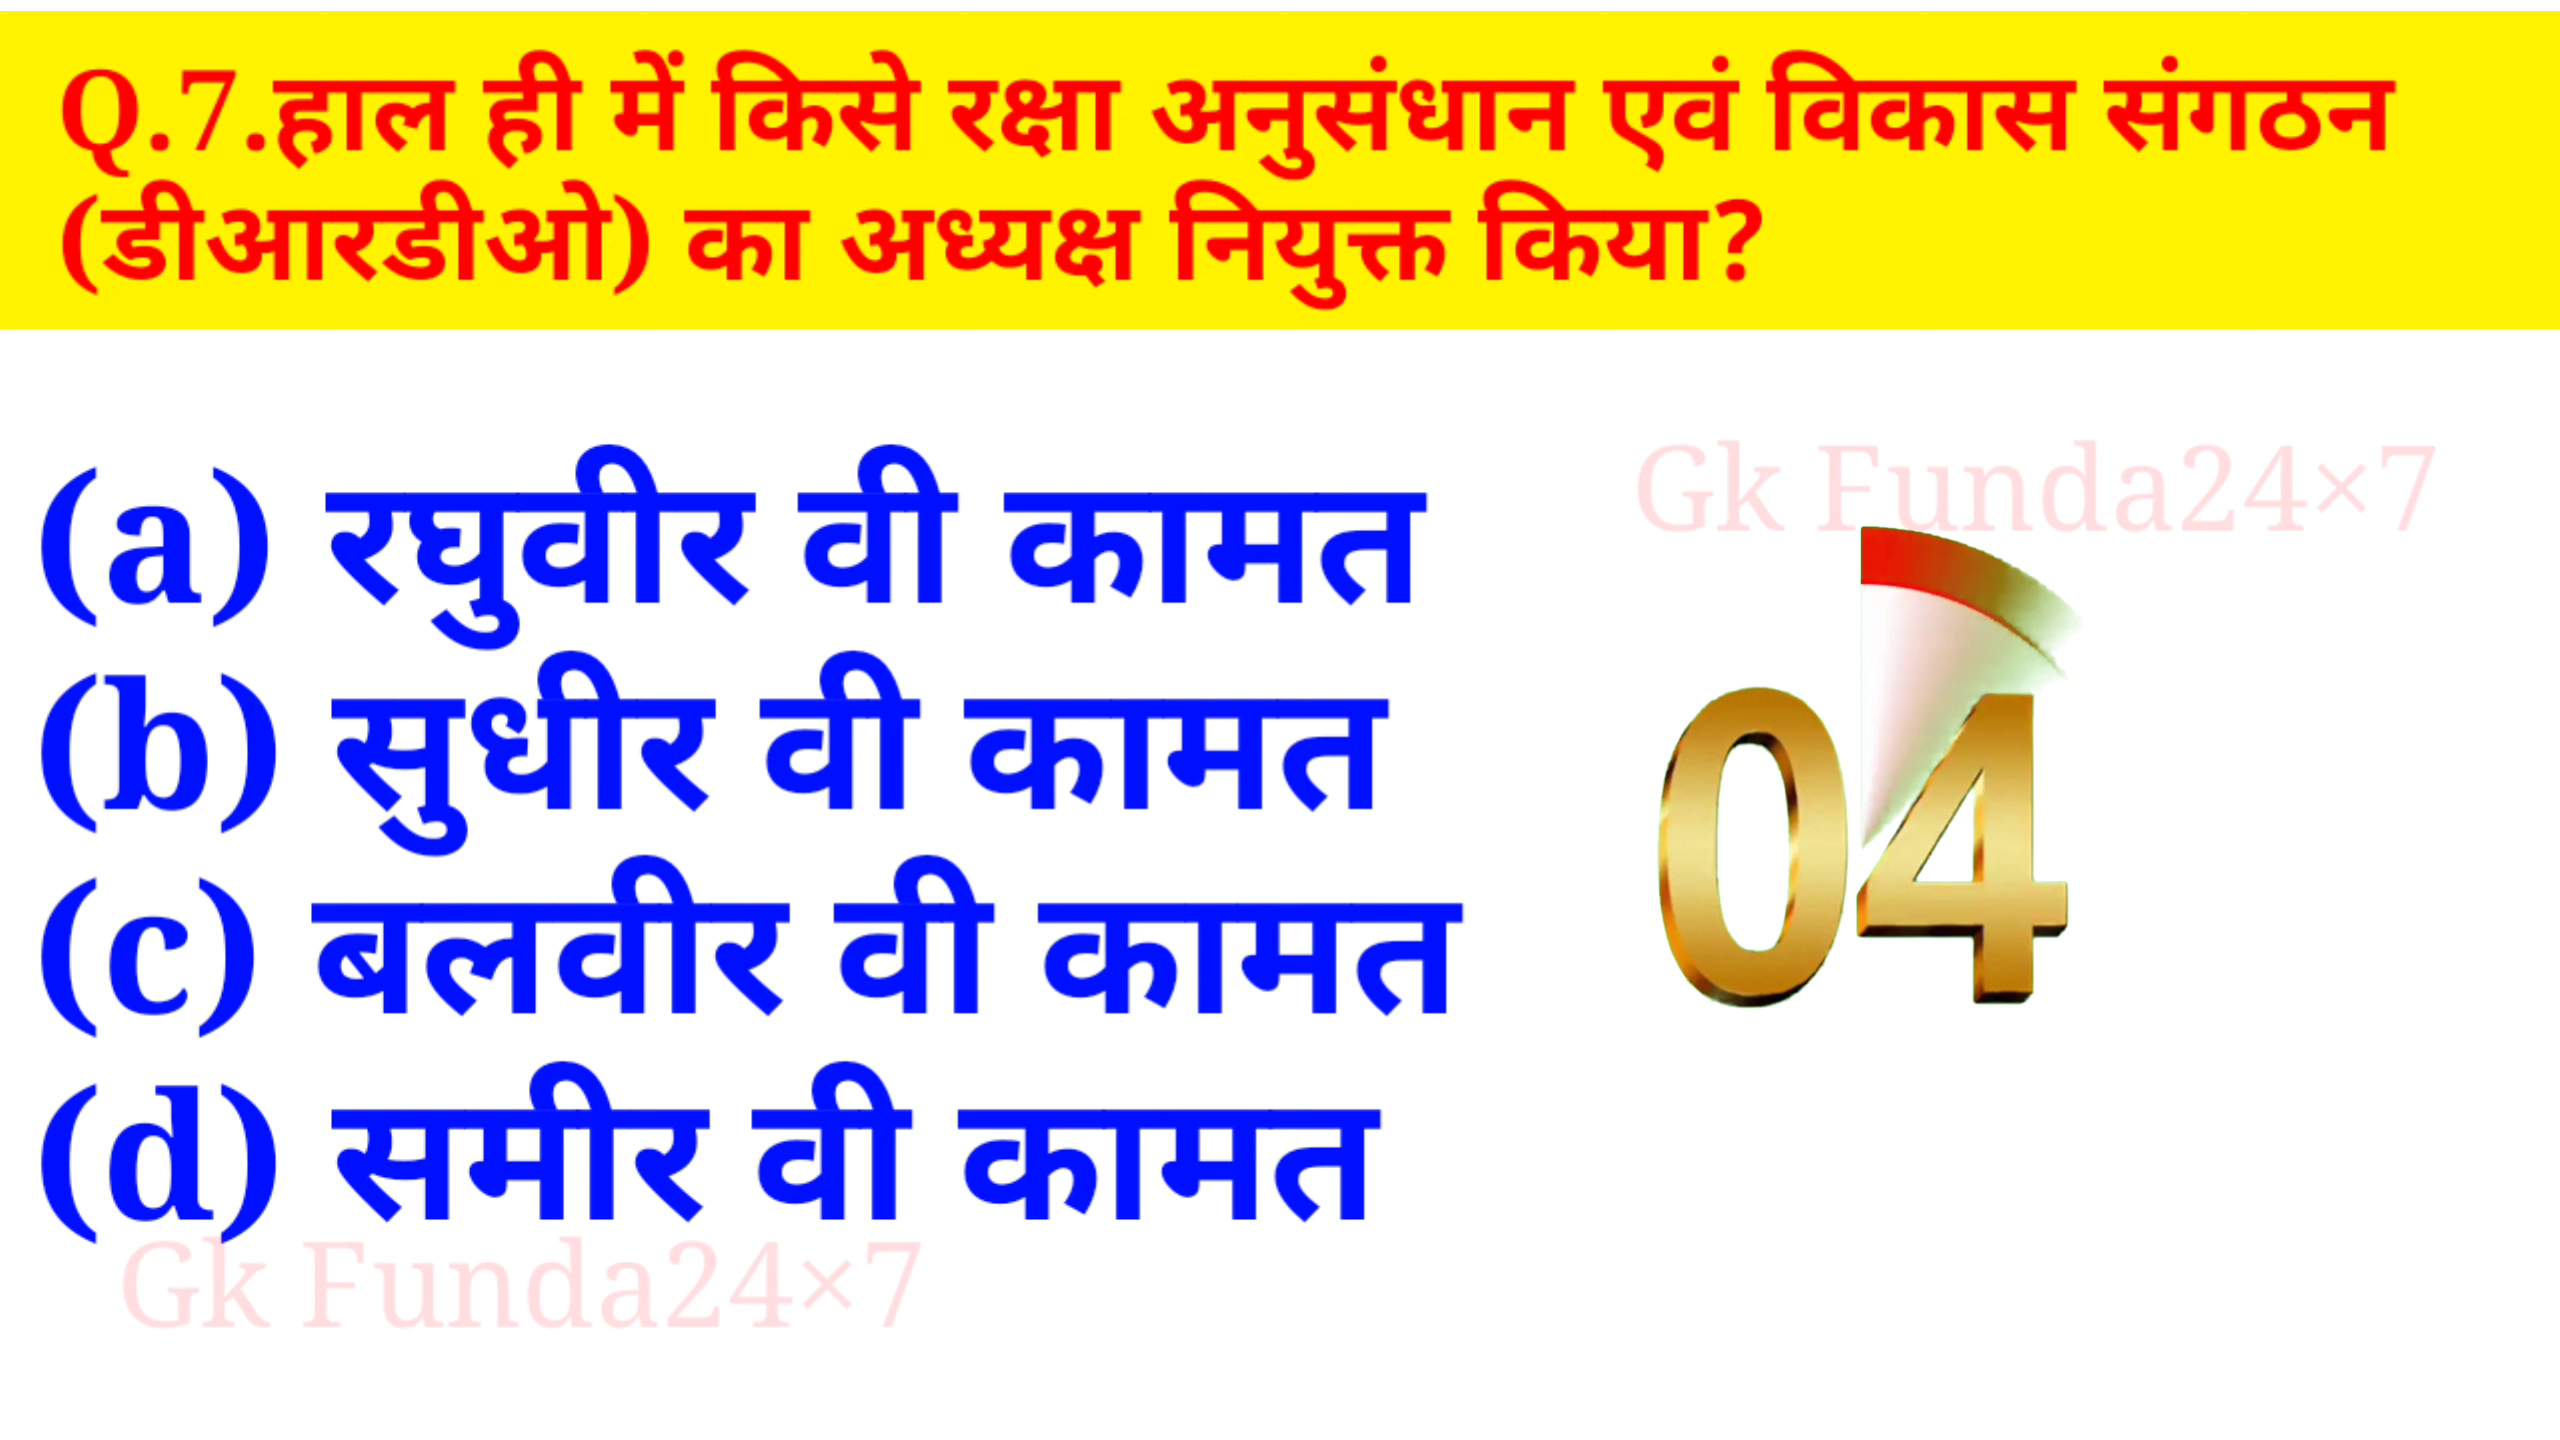 Q.7.हाल ही में किसे रक्षा अनुसंधान एवं विकास संगठन
(डीआरडीओ) का अध्यक्ष नियुक्त किया?
Gk Funda24×7
(a) रघुवीर वी कामत
(b) सुधीर वी कामत
04
(c) बलवीर वी कामत
(d) समीर वी कामत
Gk Funda24×7